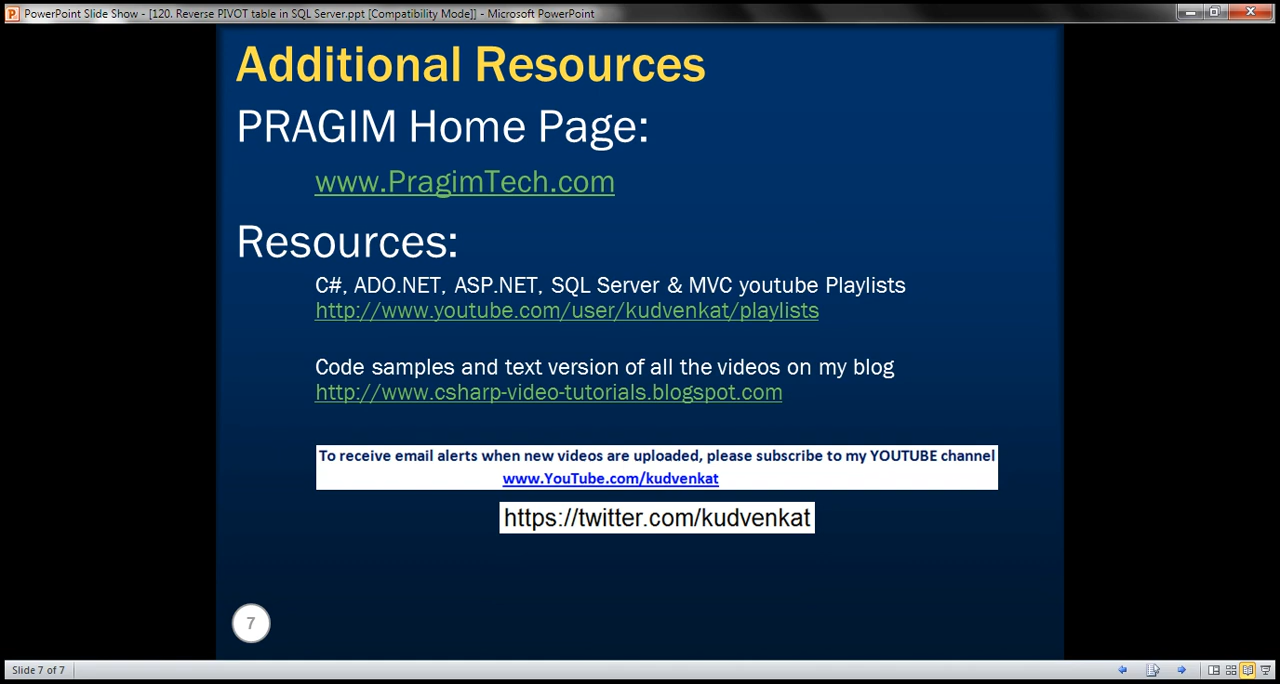 PowerPoint Slide Show - [120. Reverse PIVOT table in SQL Server.ppt [Compatibility Mode]] - Microsoft PowerPoint
Additional Resources
PRAGIM Home Page:
www.PragimTech.com
Resources:
C#, ADO.NET, ASP.NET, SQL Server & MVC youtube Playlists
http://www.youtube.com/user/kudvenkat/playlists
Code samples and text version of all the videos on my blog
http://www.csharp-video-tutorials.blogspot.com
To receive email alerts when new videos are uploaded, please subscribe to my YOUTUBE channel
www.YouTube.com/kudvenkat
https://twitter.com/kudvenkat
7
Slide 7 of 7